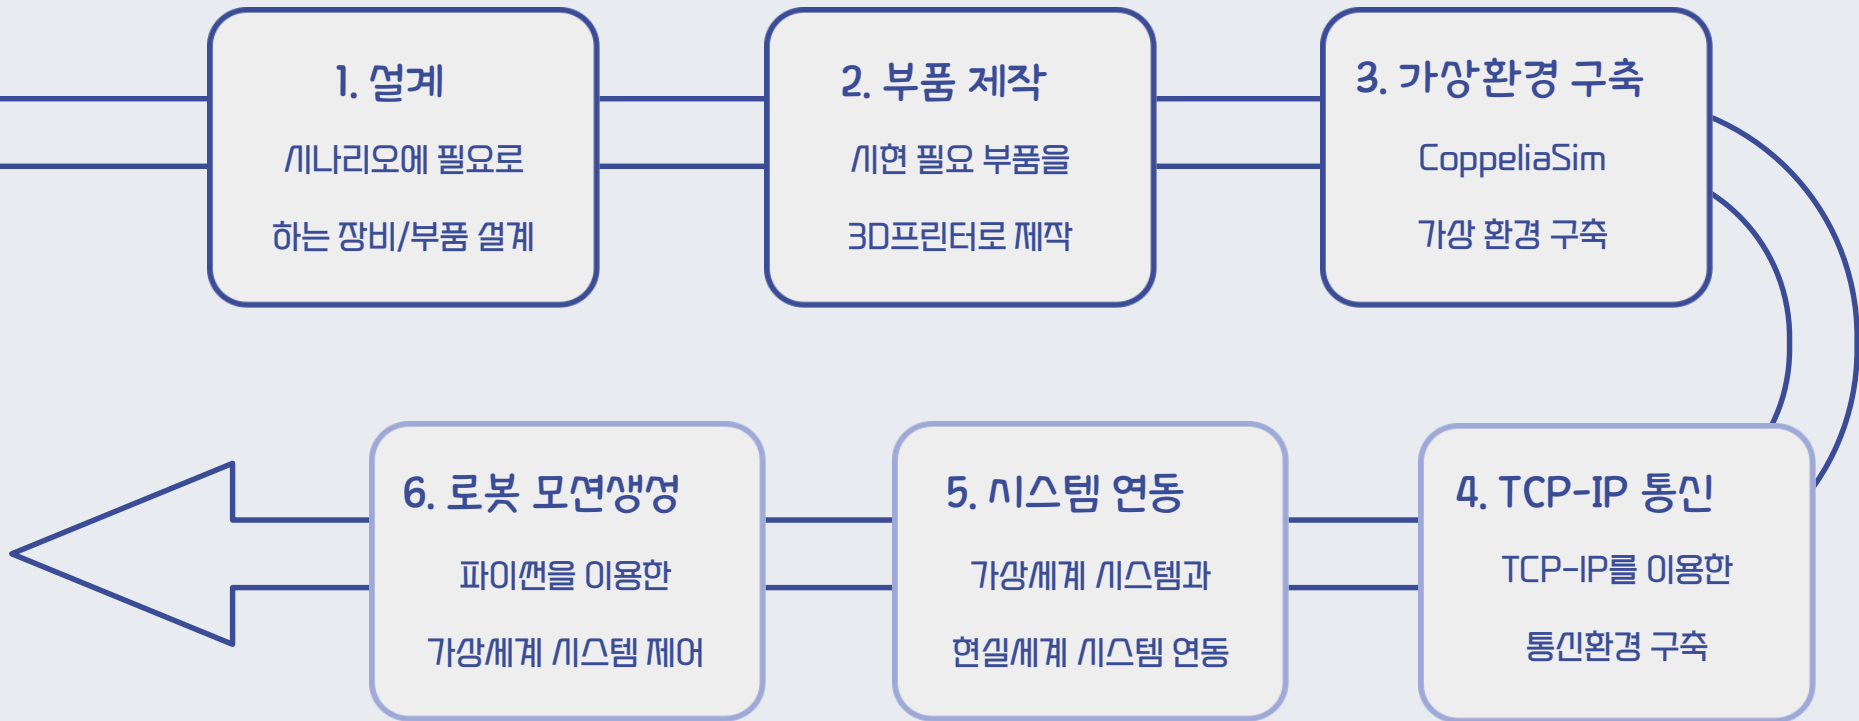 1. 설계
시나리오에 필요로
하는 장비/부품 설계
2. 부품 제작
시현 필요 부품을
3D프린터로 제작
3. 가상환경 구축
CoppeliaSim
가상 환경 구축
4. TCP-IP 통신
TCP-IP를 이용한
통신환경 구축
5. 시스템 연동
가상세계 시스템과
현실세계 시스템 연동
6. 로봇 모션생성
파이썬을 이용한
가상세계 시스템 제어